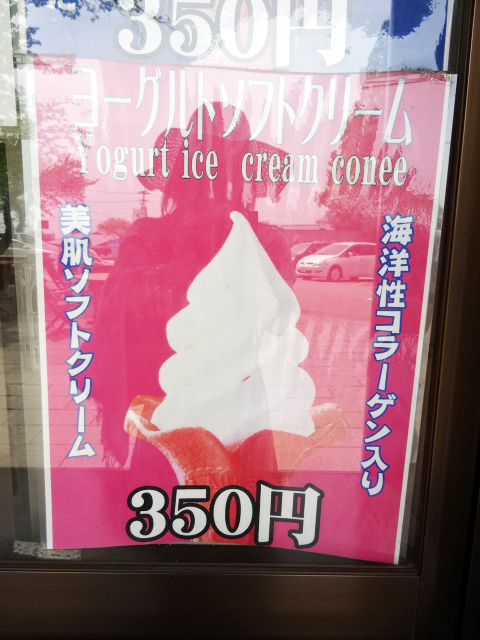 350円
ヨーグルトソフトクリーム
Yogurt ice cream conee
海洋性コラーゲン入り
美肌ソフトクリーム
350円